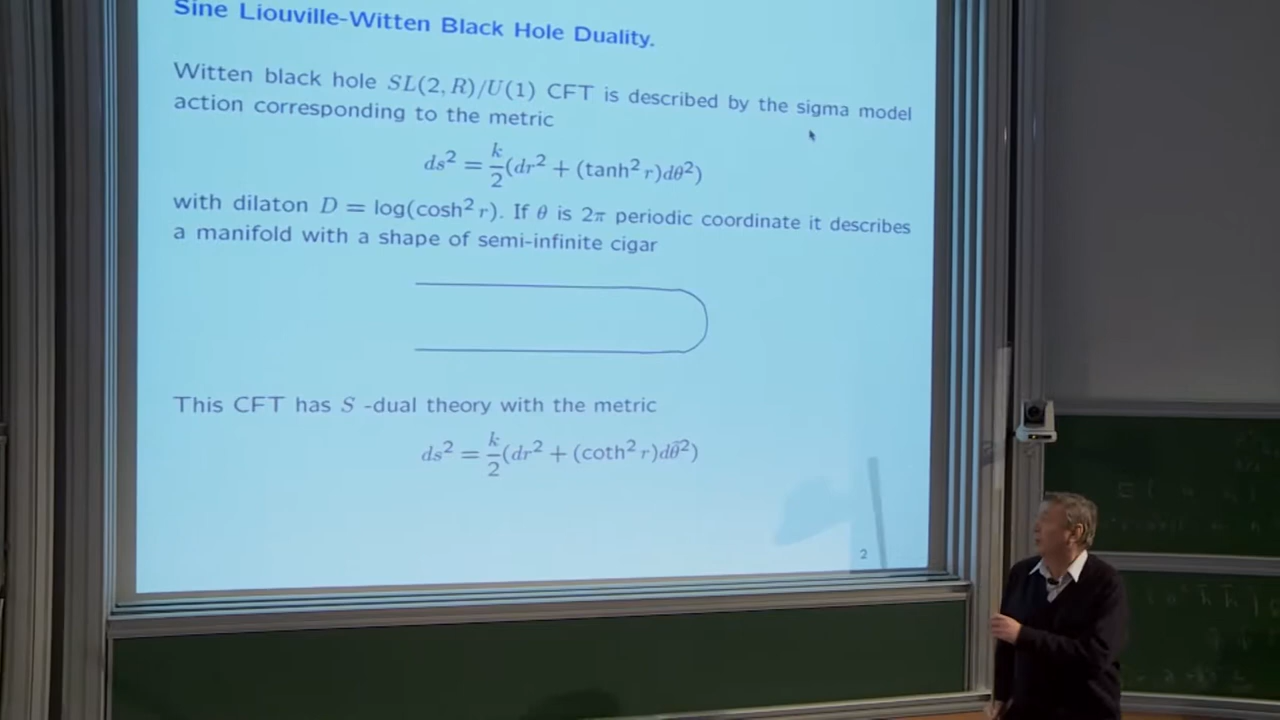 Sine Liouville-Witten Black Hole Duality.
Witten black hole SL(2, R)/U(1) CFT is described by the sigma model
action corresponding to the metric
ds² = k/2 (dr² + (tanh² r)dθ²)
with dilaton D = log(cosh² r). If θ is 2π periodic coordinate it describes
a manifold with a shape of semi-infinite cigar
This CFT has S -dual theory with the metric
ds² = k/2 (dr² + (coth² r)dθ̃²)
2